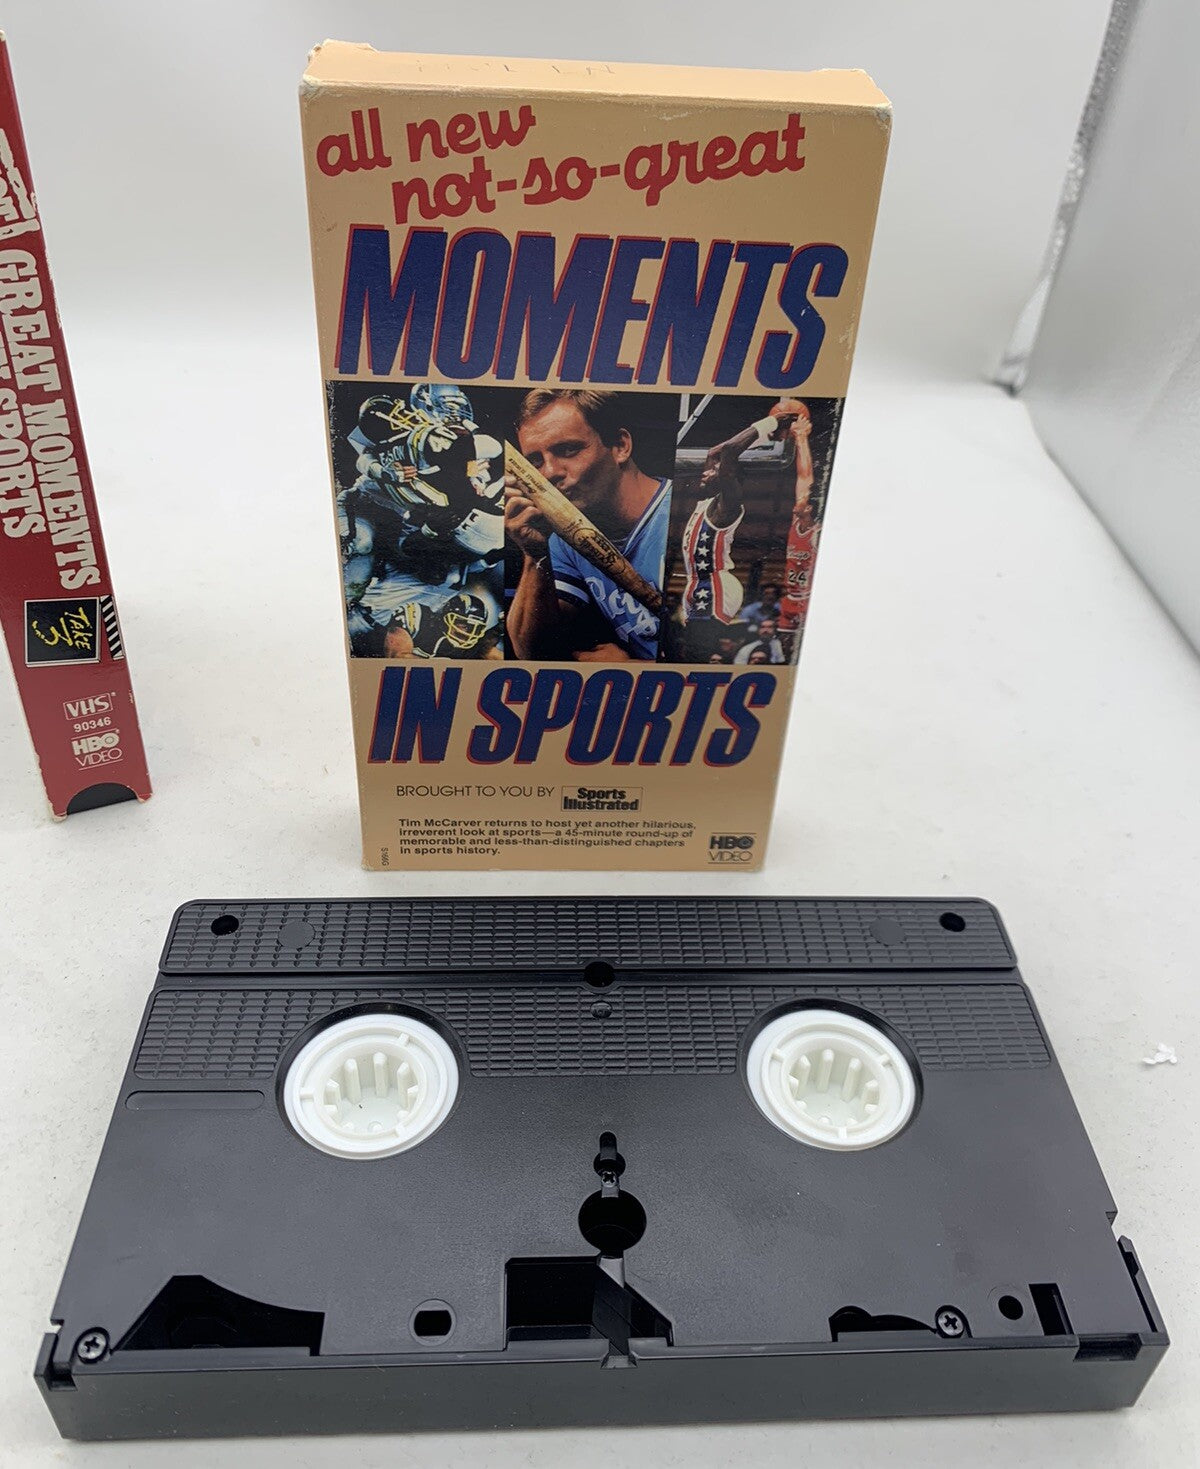 GREAT MOMENTS
IN SPORTS
TAKE
3
VHS
90346
HBO
VIDEO
all new
not-so-great
MOMENTS
24
IN SPORTS
BROUGHT TO YOU BY Sports
Illustrated
Tim McCarver returns to host yet another hilarious,
irreverent look at sports—a 45-minute round-up of
memorable and less-than-distinguished chapters
in sports history.
HBO
VIDEO